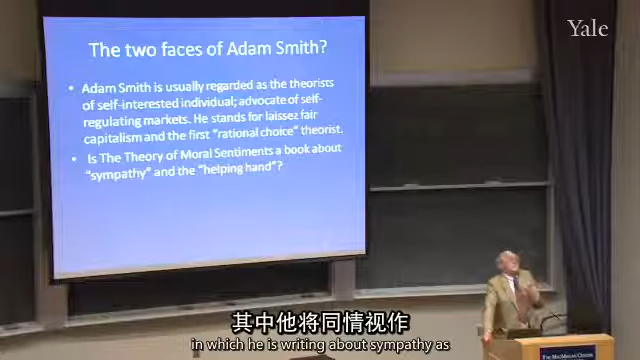 Yale
The two faces of Adam Smith?
• Adam Smith is usually regarded as the theorists
of self-interested individual; advocate of self-
regulating markets. He stands for laissez fair
capitalism and the first "rational choice" theorist.
• Is The Theory of Moral Sentiments a book about
"sympathy" and the "helping hand"?
THE MACMILLAN CENTER
其中他将同情视作
in which he is writing about sympathy as